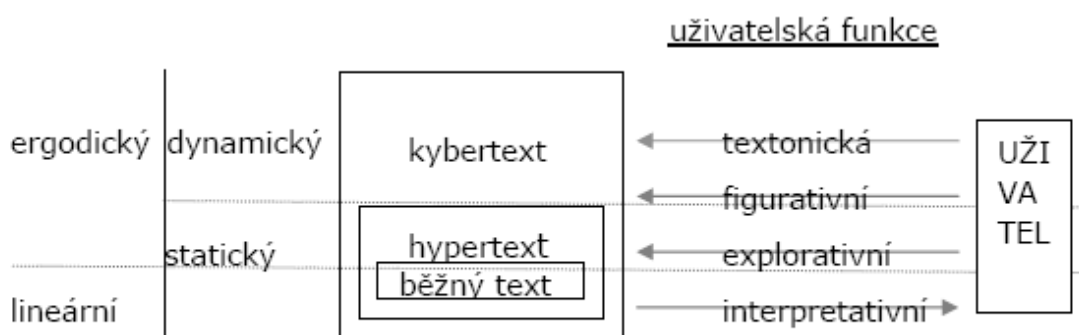 uživatelská funkce
ergodický dynamický kybertext textonická UŽI
figurativní VA
statický hypertext explorativní TEL
běžný text
lineární interpretativní